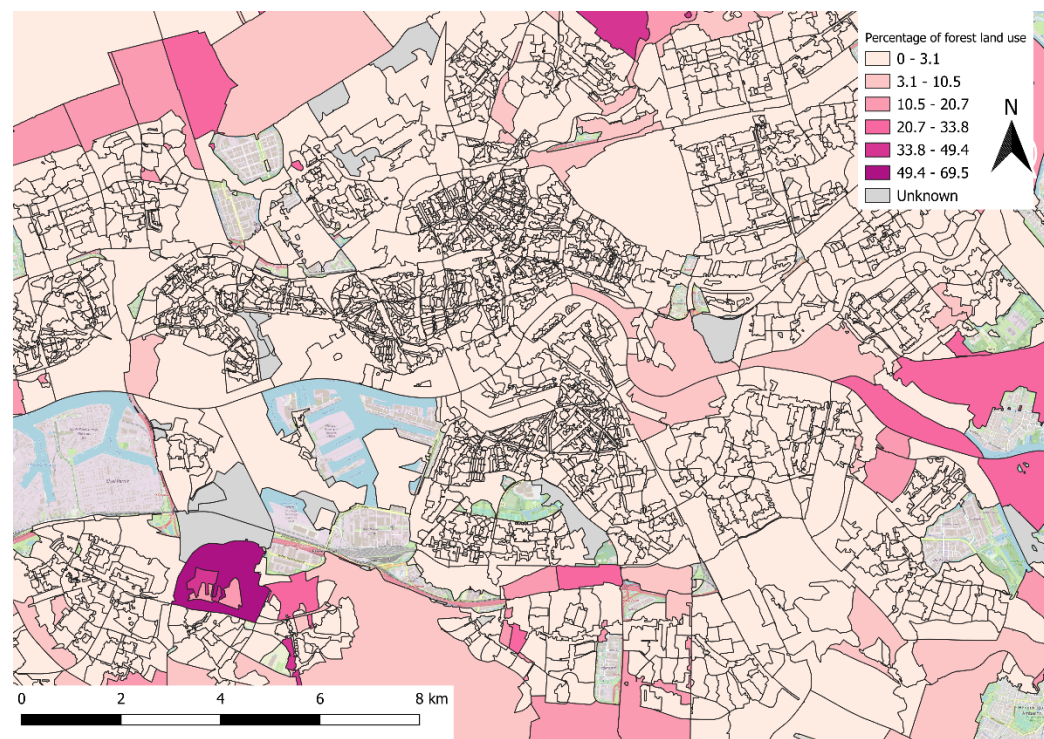 Percentage of forest land use
0 - 3.1
3.1 - 10.5
10.5 - 20.7
20.7 - 33.8
33.8 - 49.4
49.4 - 69.5
Unknown
N
0 2 4 6 8 km